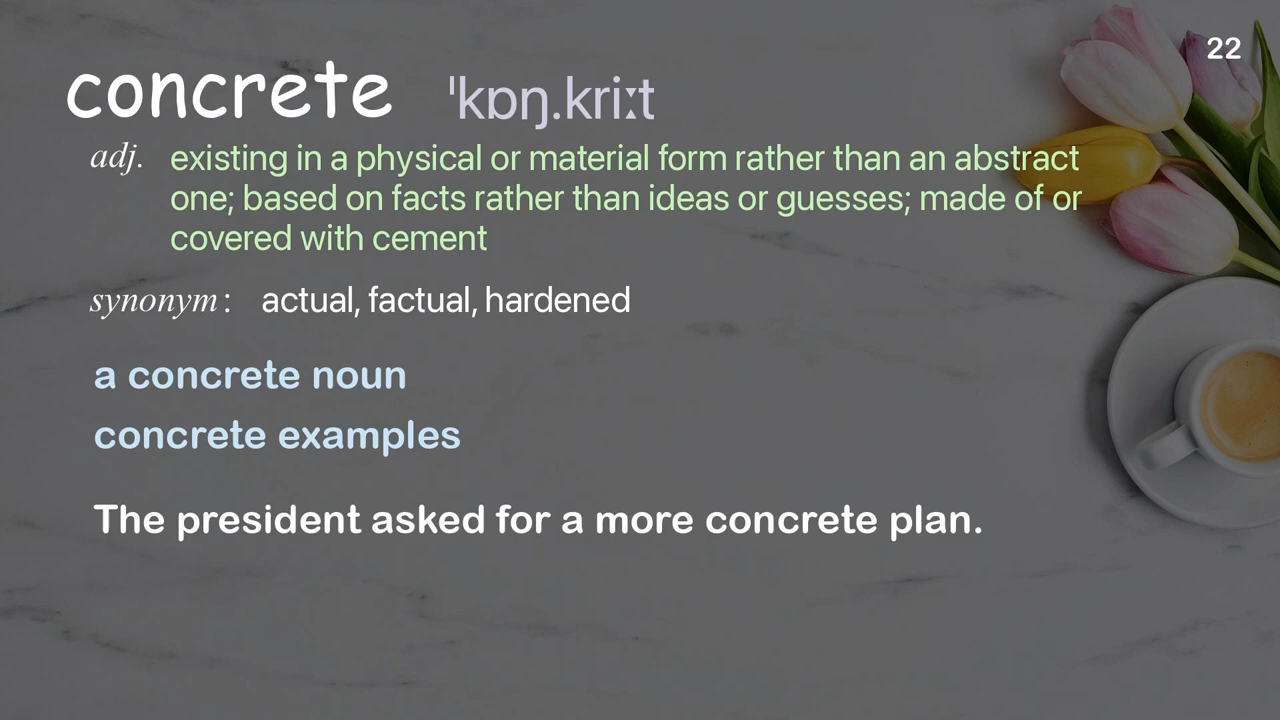 22
concrete ˈkɒŋ.kriːt
adj. existing in a physical or material form rather than an abstract
one; based on facts rather than ideas or guesses; made of or
covered with cement
synonym: actual, factual, hardened
a concrete noun
concrete examples
The president asked for a more concrete plan.